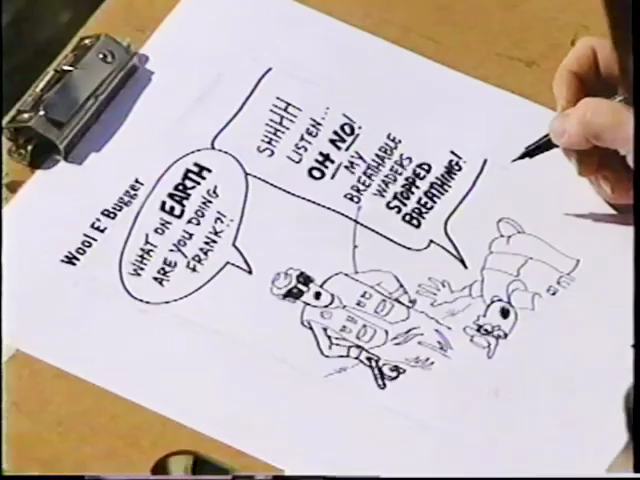 Wool E' Bugger
WHAT ON EARTH
ARE YOU DOING
FRANK?!
SHHHH
LISTEN...
OH NO!
MY
BREATHABLE
WADERS
STOPPED
BREATHING!